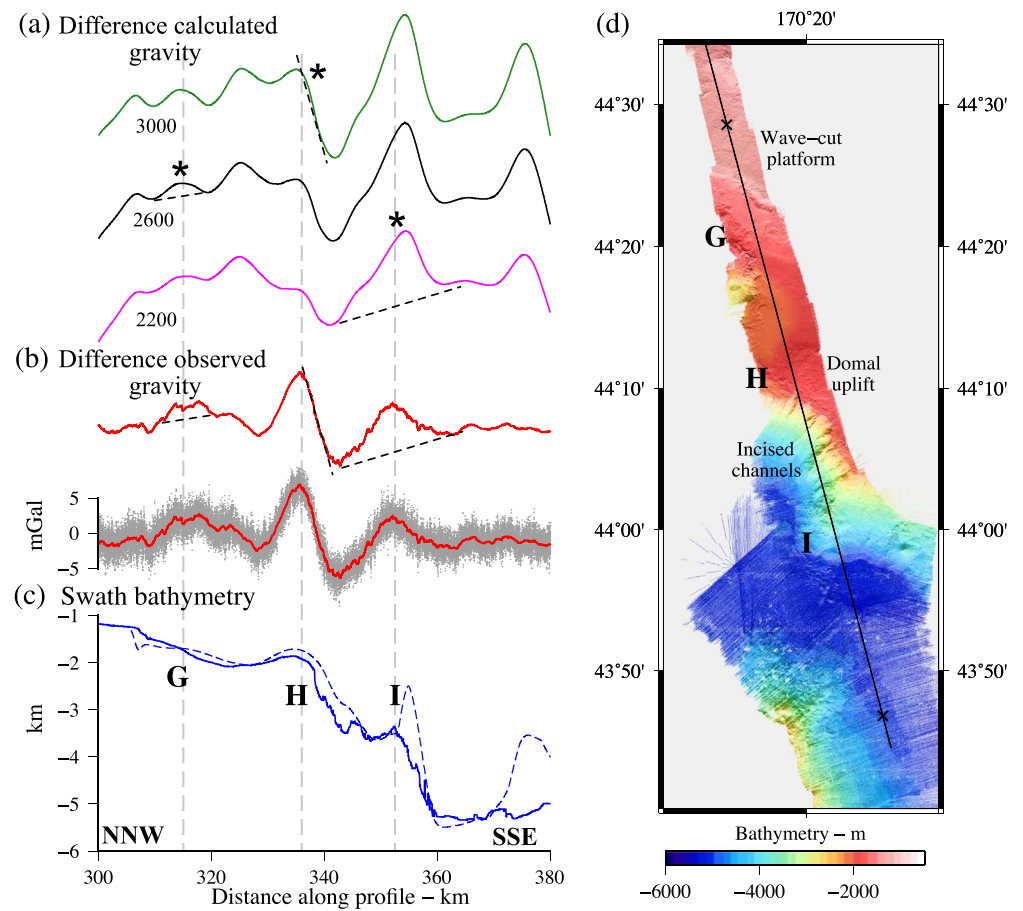 (a) Difference calculated
gravity
*
3000
*
2600
*
2200
(b) Difference observed
gravity
5
0
−5
mGal
(c) Swath bathymetry
−1
−2
−3
−4
−5
−6
km
G
H
I
NNW
SSE
300
320
340
360
380
Distance along profile − km
(d)
170°20'
44°30'
44°20'
44°10'
44°00'
43°50'
44°30'
44°20'
44°10'
44°00'
43°50'
Wave−cut
platform
G
H
Domal
uplift
Incised
channels
I
Bathymetry − m
−6000
−4000
−2000